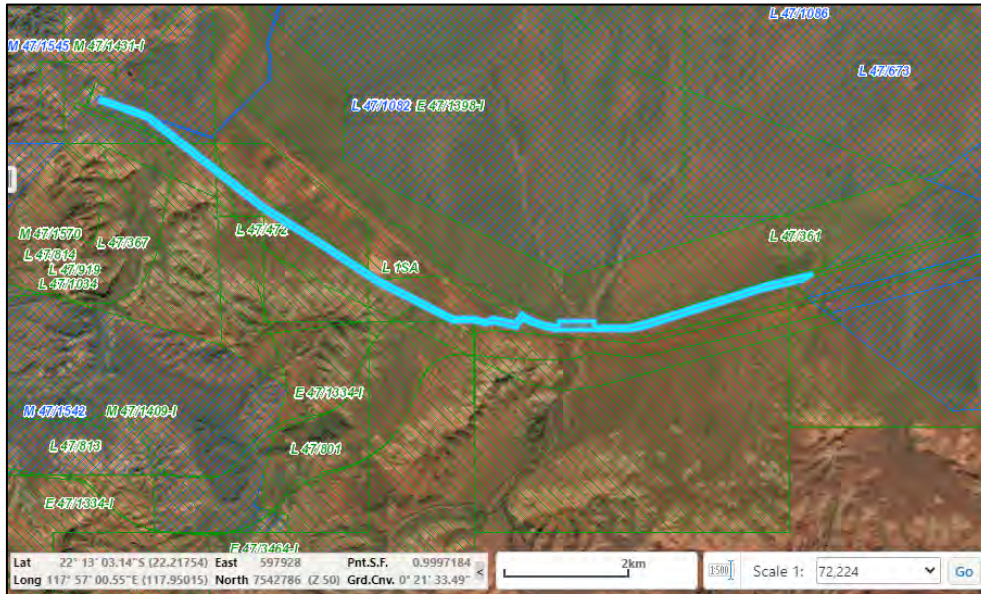 L 47/1086
M 47/1545 M 47/1431-I
L 47/673
L 47/1082 E 47/1398-I
M 47/1570
L 47/367
L 47/472
L 47/361
L 47/814
L 47/919
L 1SA
L 47/1034
E 47/1334-I
M 47/1542 M 47/1409-I
L 47/813
L 47/801
E 47/1334-I
E 47/3464-I
Lat 22° 13' 03.14"S (22.21754) East 597928 Pnt.S.F. 0.9997184
Long 117° 57' 00.55"E (117.95015) North 7542786 (Z 50) Grd.Cnv. 0° 21' 33.49"
<
2km
1:500
Scale 1: 72,224
Go